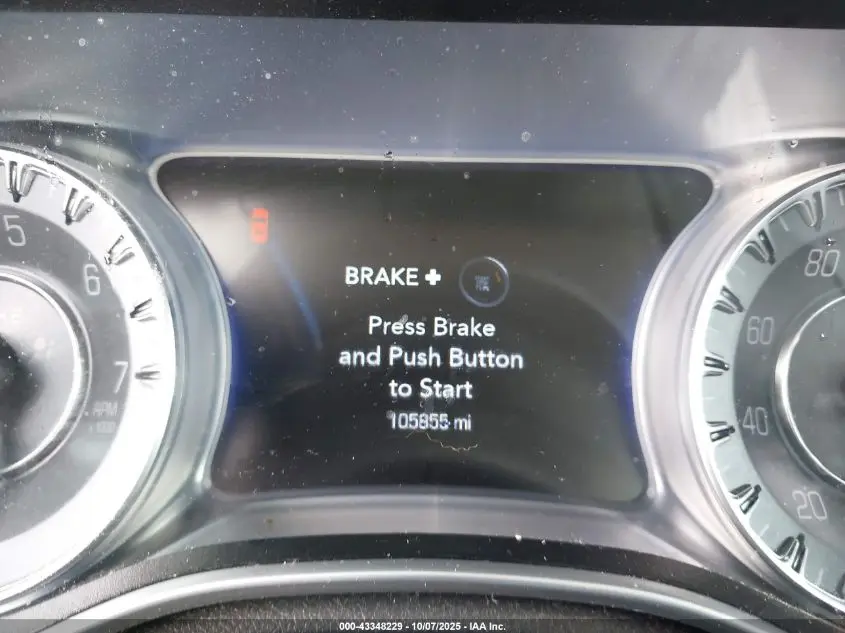 5
6
7
RPM
BRAKE +
Press Brake
and Push Button
to Start
105855 mi
80
60
40
20
000-43348229 - 10/07/2025 - IAA Inc.